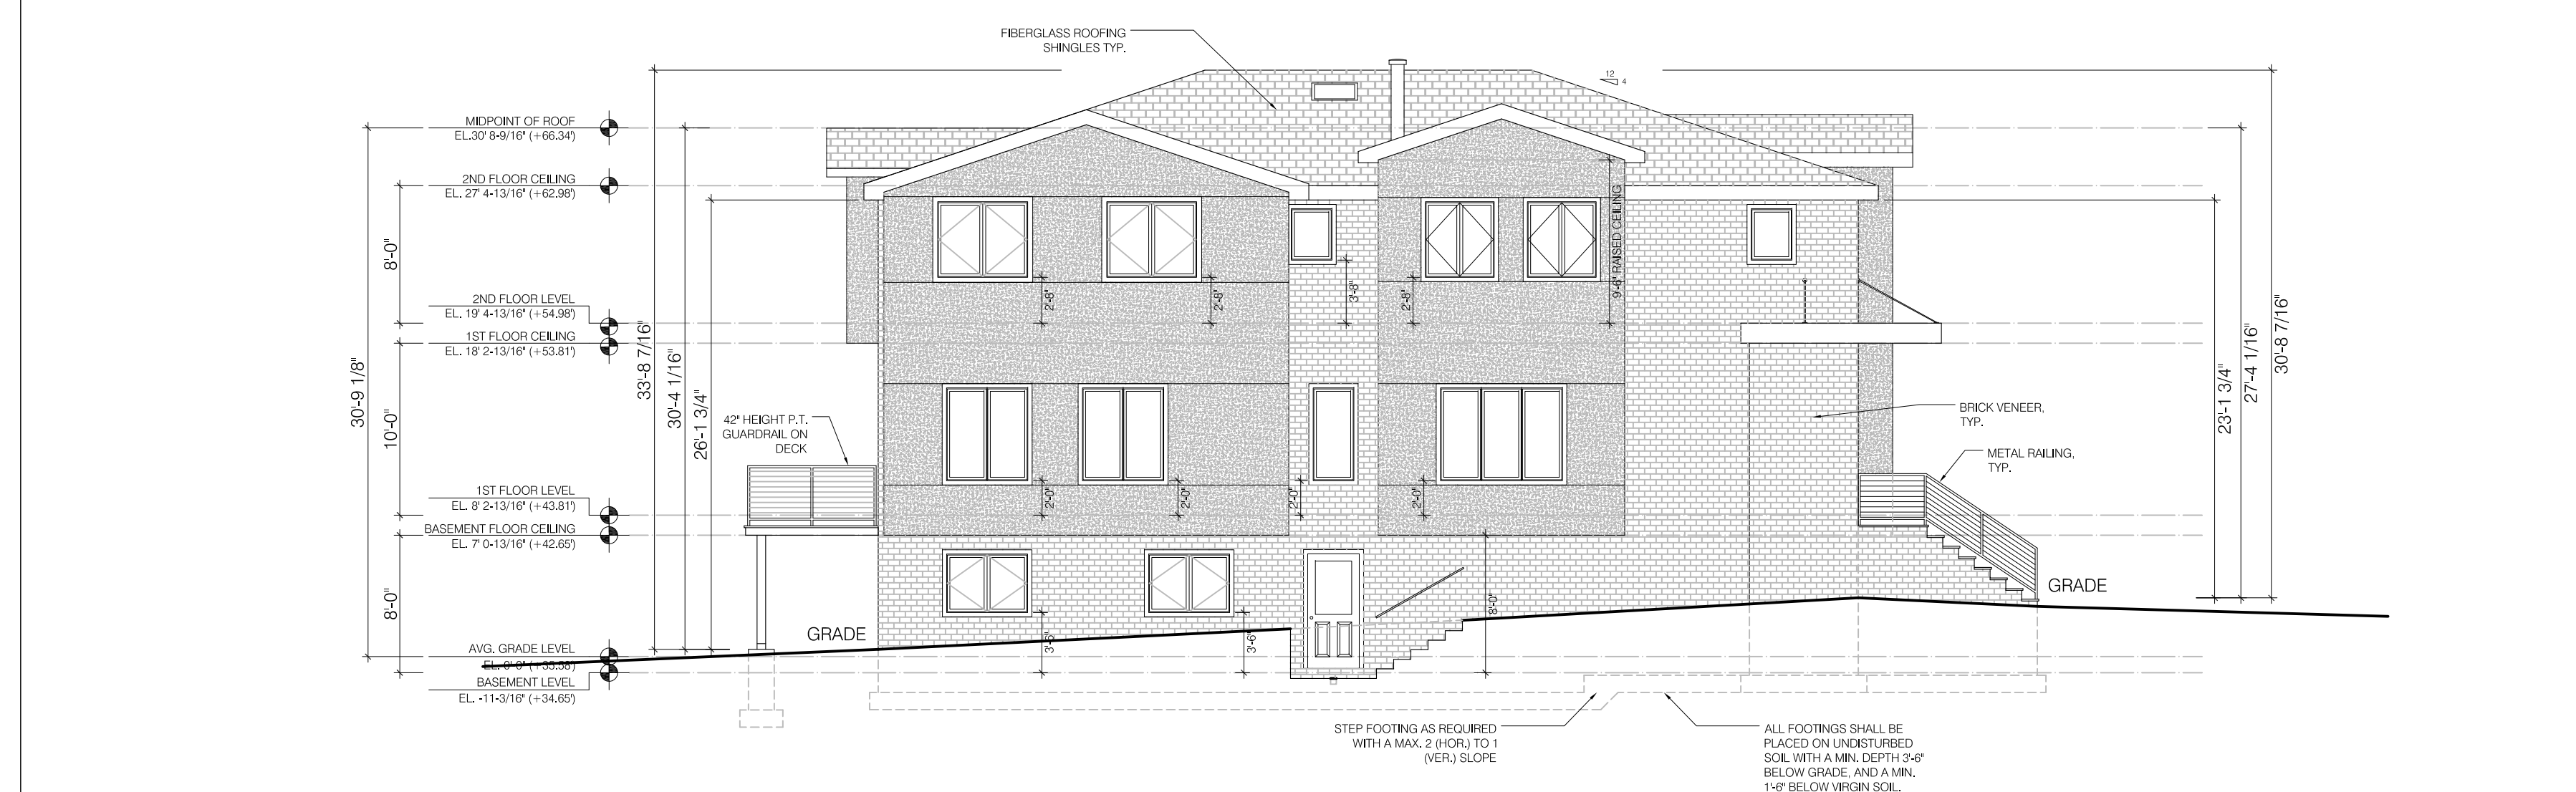 FIBERGLASS ROOFING
SHINGLES TYP.
12
4
MIDPOINT OF ROOF
EL.30' 8-9/16" (+66.34')
2ND FLOOR CEILING
EL. 27' 4-13/16" (+62.98')
2ND FLOOR LEVEL
EL. 19' 4-13/16" (+54.98')
1ST FLOOR CEILING
EL. 18' 2-13/16" (+53.81')
1ST FLOOR LEVEL
EL. 8' 2-13/16" (+43.81')
BASEMENT FLOOR CEILING
EL. 7' 0-13/16" (+42.65')
AVG. GRADE LEVEL
EL. 0'-0" (+35.58')
BASEMENT LEVEL
EL. -11-3/16" (+34.65')
30'-9 1/8"
8'-0"
10'-0"
8'-0"
33'-8 7/16"
30'-4 1/16"
26'-1 3/4"
42" HEIGHT P.T.
GUARDRAIL ON
DECK
GRADE
2'-8"
2'-8"
3'-8"
2'-8"
9'-6" RAISED CEILING
2'-0"
2'-0"
2'-0"
2'-0"
3'-6"
3'-6"
8'-0"
BRICK VENEER,
TYP.
METAL RAILING,
TYP.
GRADE
23'-1 3/4"
27'-4 1/16"
30'-8 7/16"
STEP FOOTING AS REQUIRED
WITH A MAX. 2 (HOR.) TO 1
(VER.) SLOPE
ALL FOOTINGS SHALL BE
PLACED ON UNDISTURBED
SOIL WITH A MIN. DEPTH 3'-6"
BELOW GRADE, AND A MIN.
1'-6" BELOW VIRGIN SOIL.